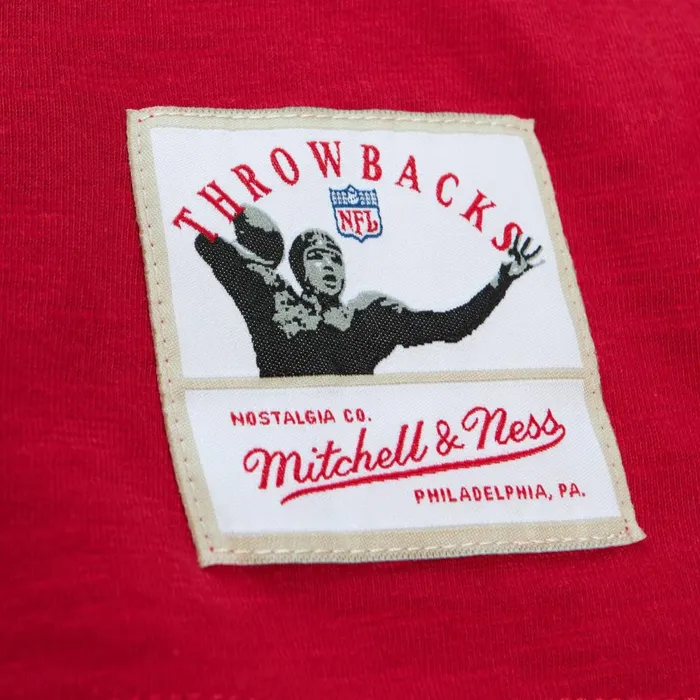 THROWBACKS
NFL
NOSTALGIA CO.
Mitchell & Ness
PHILADELPHIA, PA.